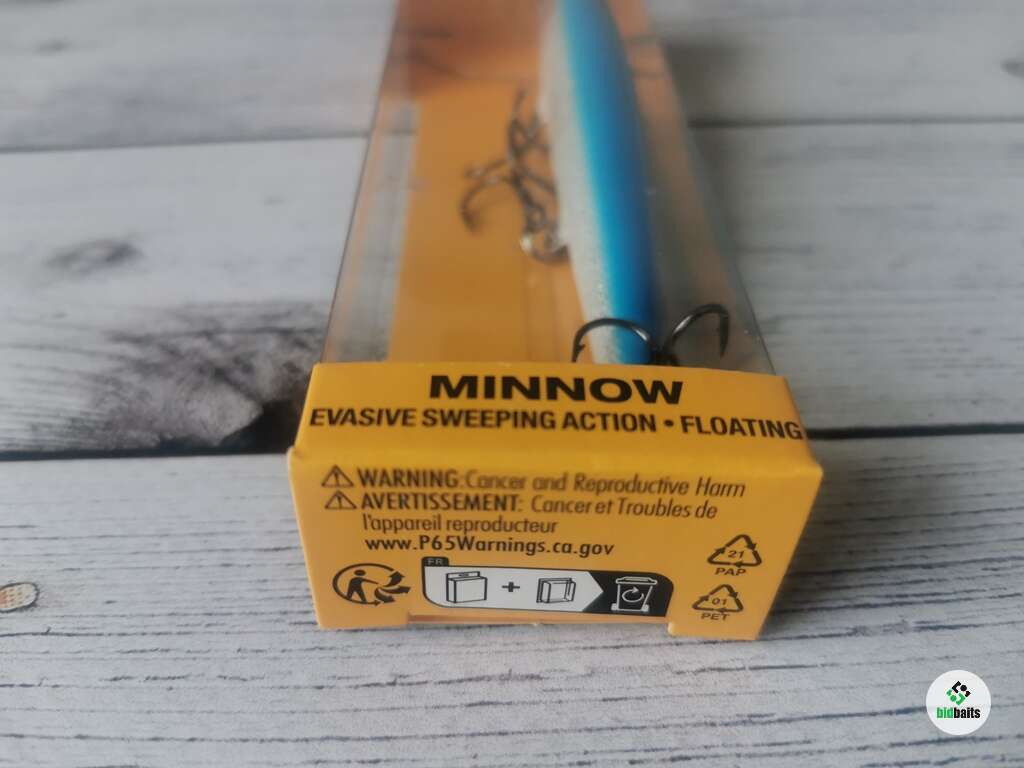 MINNOW
EVASIVE SWEEPING ACTION • FLOATING
WARNING: Cancer and Reproductive Harm
AVERTISSEMENT: Cancer et Troubles de
l'appareil reproducteur
www.P65Warnings.ca.gov
FR
21
PAP
01
PET
bidbaits